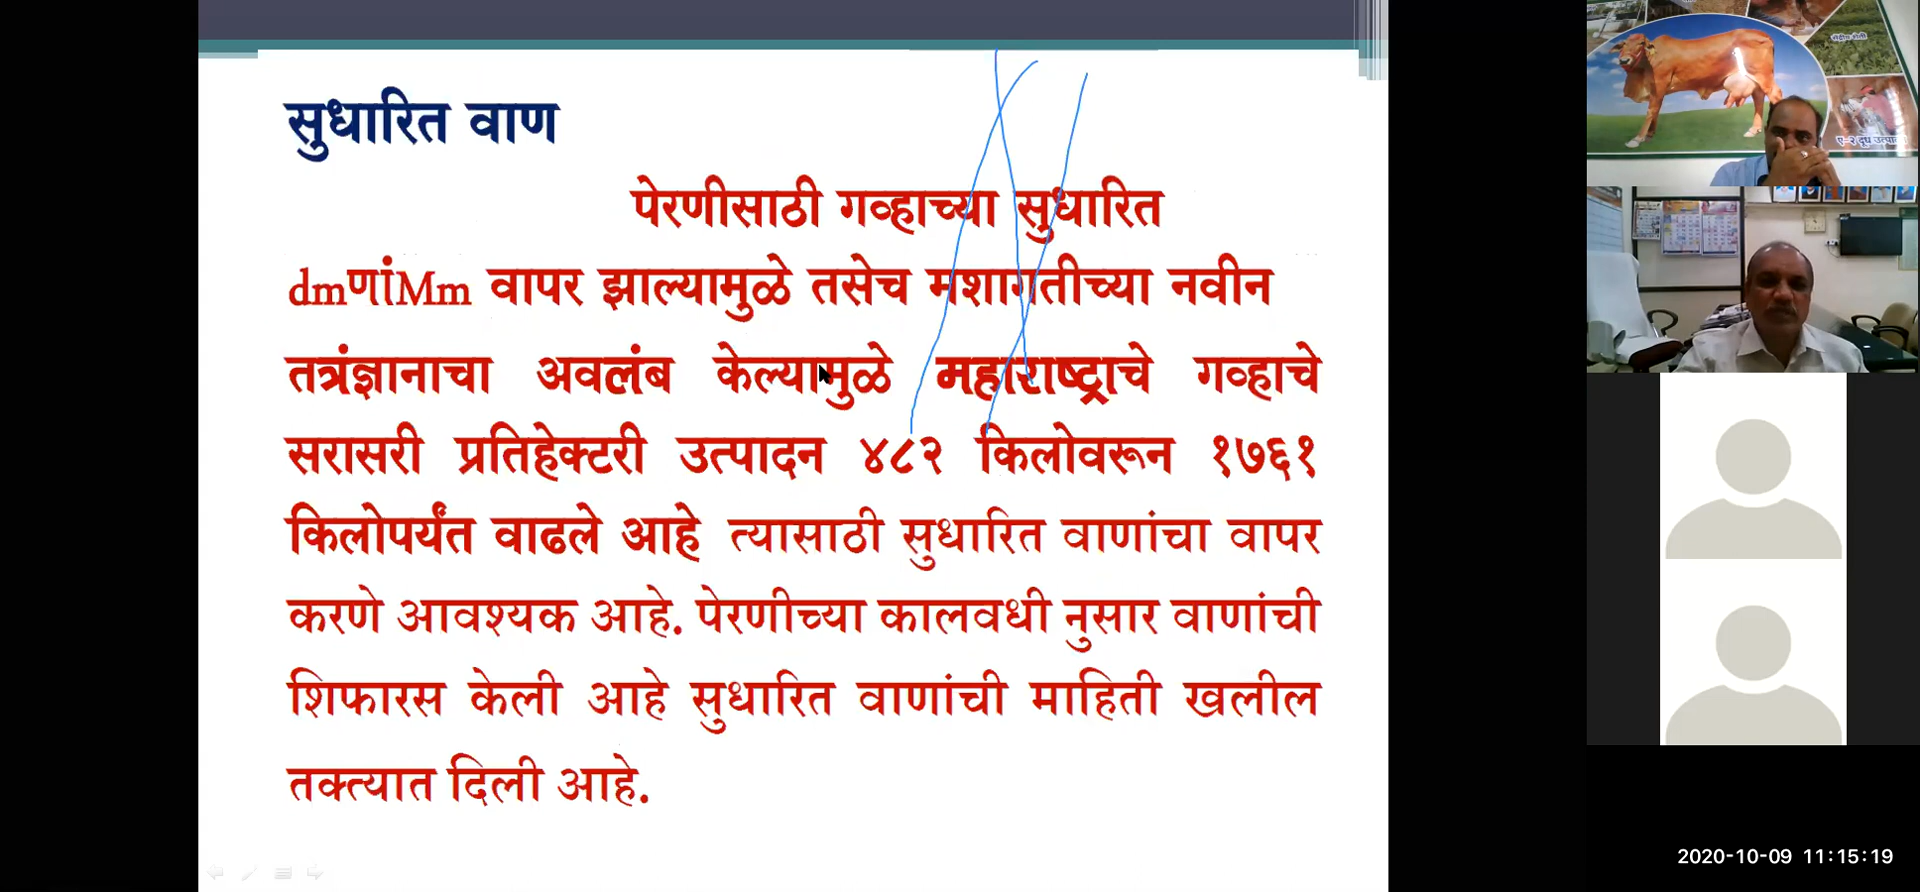 सुधारित वाण
पेरणीसाठी गव्हाच्या सुधारित
dmणांMm वापर झाल्यामुळे तसेच मशागतीच्या नवीन
तत्रंज्ञानाचा अवलंब केल्यामुळे महाराष्ट्राचे गव्हाचे
सरासरी प्रतिहेक्टरी उत्पादन ४८२ किलोवरून १७६१
किलोपर्यंत वाढले आहे त्यासाठी सुधारित वाणांचा वापर
करणे आवश्यक आहे. पेरणीच्या कालवधी नुसार वाणांची
शिफारस केली आहे सुधारित वाणांची माहिती खलील
तक्त्यात दिली आहे.
ए-२ दूध उत्पा
2020-10-09 11:15:19